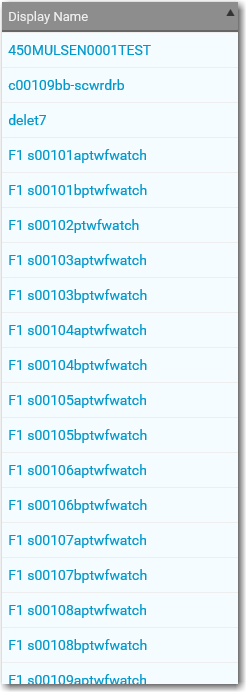 Display Name
450MULSEN0001TEST
c00109bb-scwrdrb
delet7
F1 s00101aptwfwatch
F1 s00101bptwfwatch
F1 s00102ptwfwatch
F1 s00103aptwfwatch
F1 s00103bptwfwatch
F1 s00104aptwfwatch
F1 s00104bptwfwatch
F1 s00105aptwfwatch
F1 s00105bptwfwatch
F1 s00106aptwfwatch
F1 s00106bptwfwatch
F1 s00107aptwfwatch
F1 s00107bptwfwatch
F1 s00108aptwfwatch
F1 s00108bptwfwatch
F1 s00109aptwfwatch